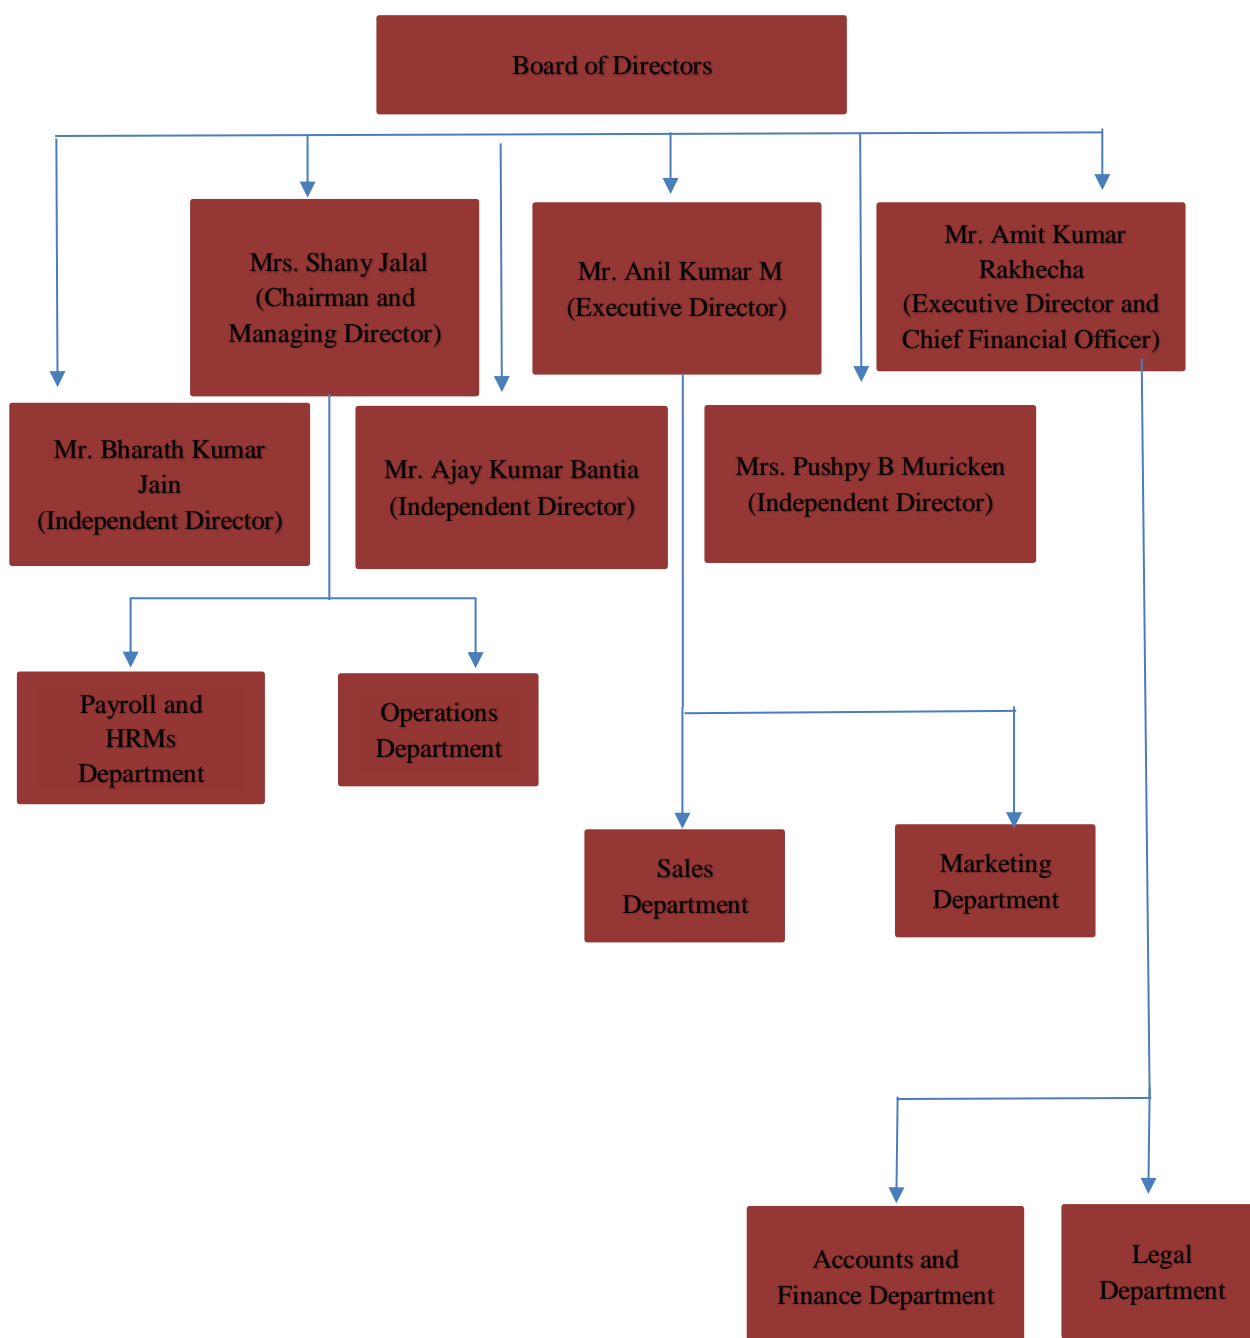 Board of Directors
Mrs. Shany Jalal
(Chairman and
Managing Director)
Mr. Anil Kumar M
(Executive Director)
Mr. Amit Kumar
Rakhecha
(Executive Director and
Chief Financial Officer)
Mr. Bharath Kumar
Jain
(Independent Director)
Mr. Ajay Kumar Bantia
(Independent Director)
Mrs. Pushpy B Muricken
(Independent Director)
Payroll and
HRMs
Department
Operations
Department
Sales
Department
Marketing
Department
Accounts and
Finance Department
Legal
Department